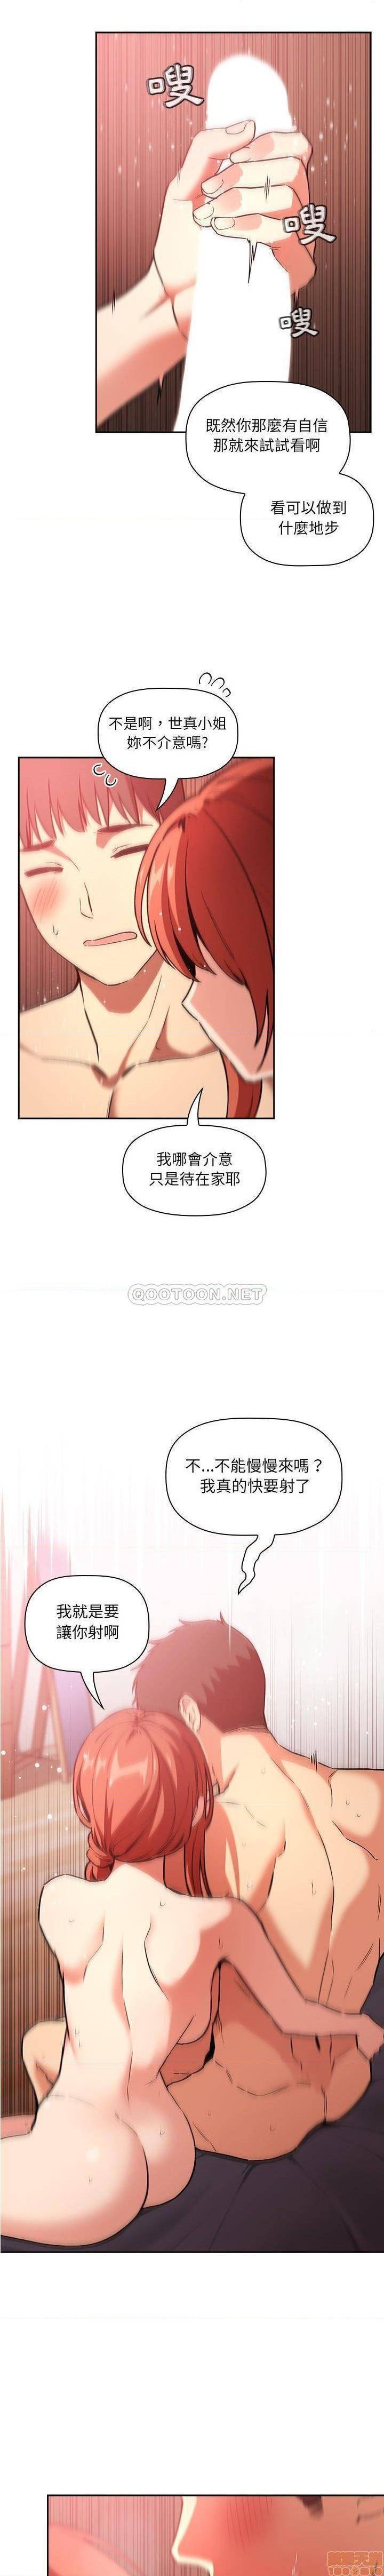 嗖
嗖
嗖
既然你那麼有自信
那就來試試看啊
看可以做到
什麼地步
不是啊，世真小姐
妳不介意嗎?
我哪會介意
只是待在家耶
QOOTOON.NET
不…不能慢慢來嗎？
我真的快要射了
我就是要
讓你射啊